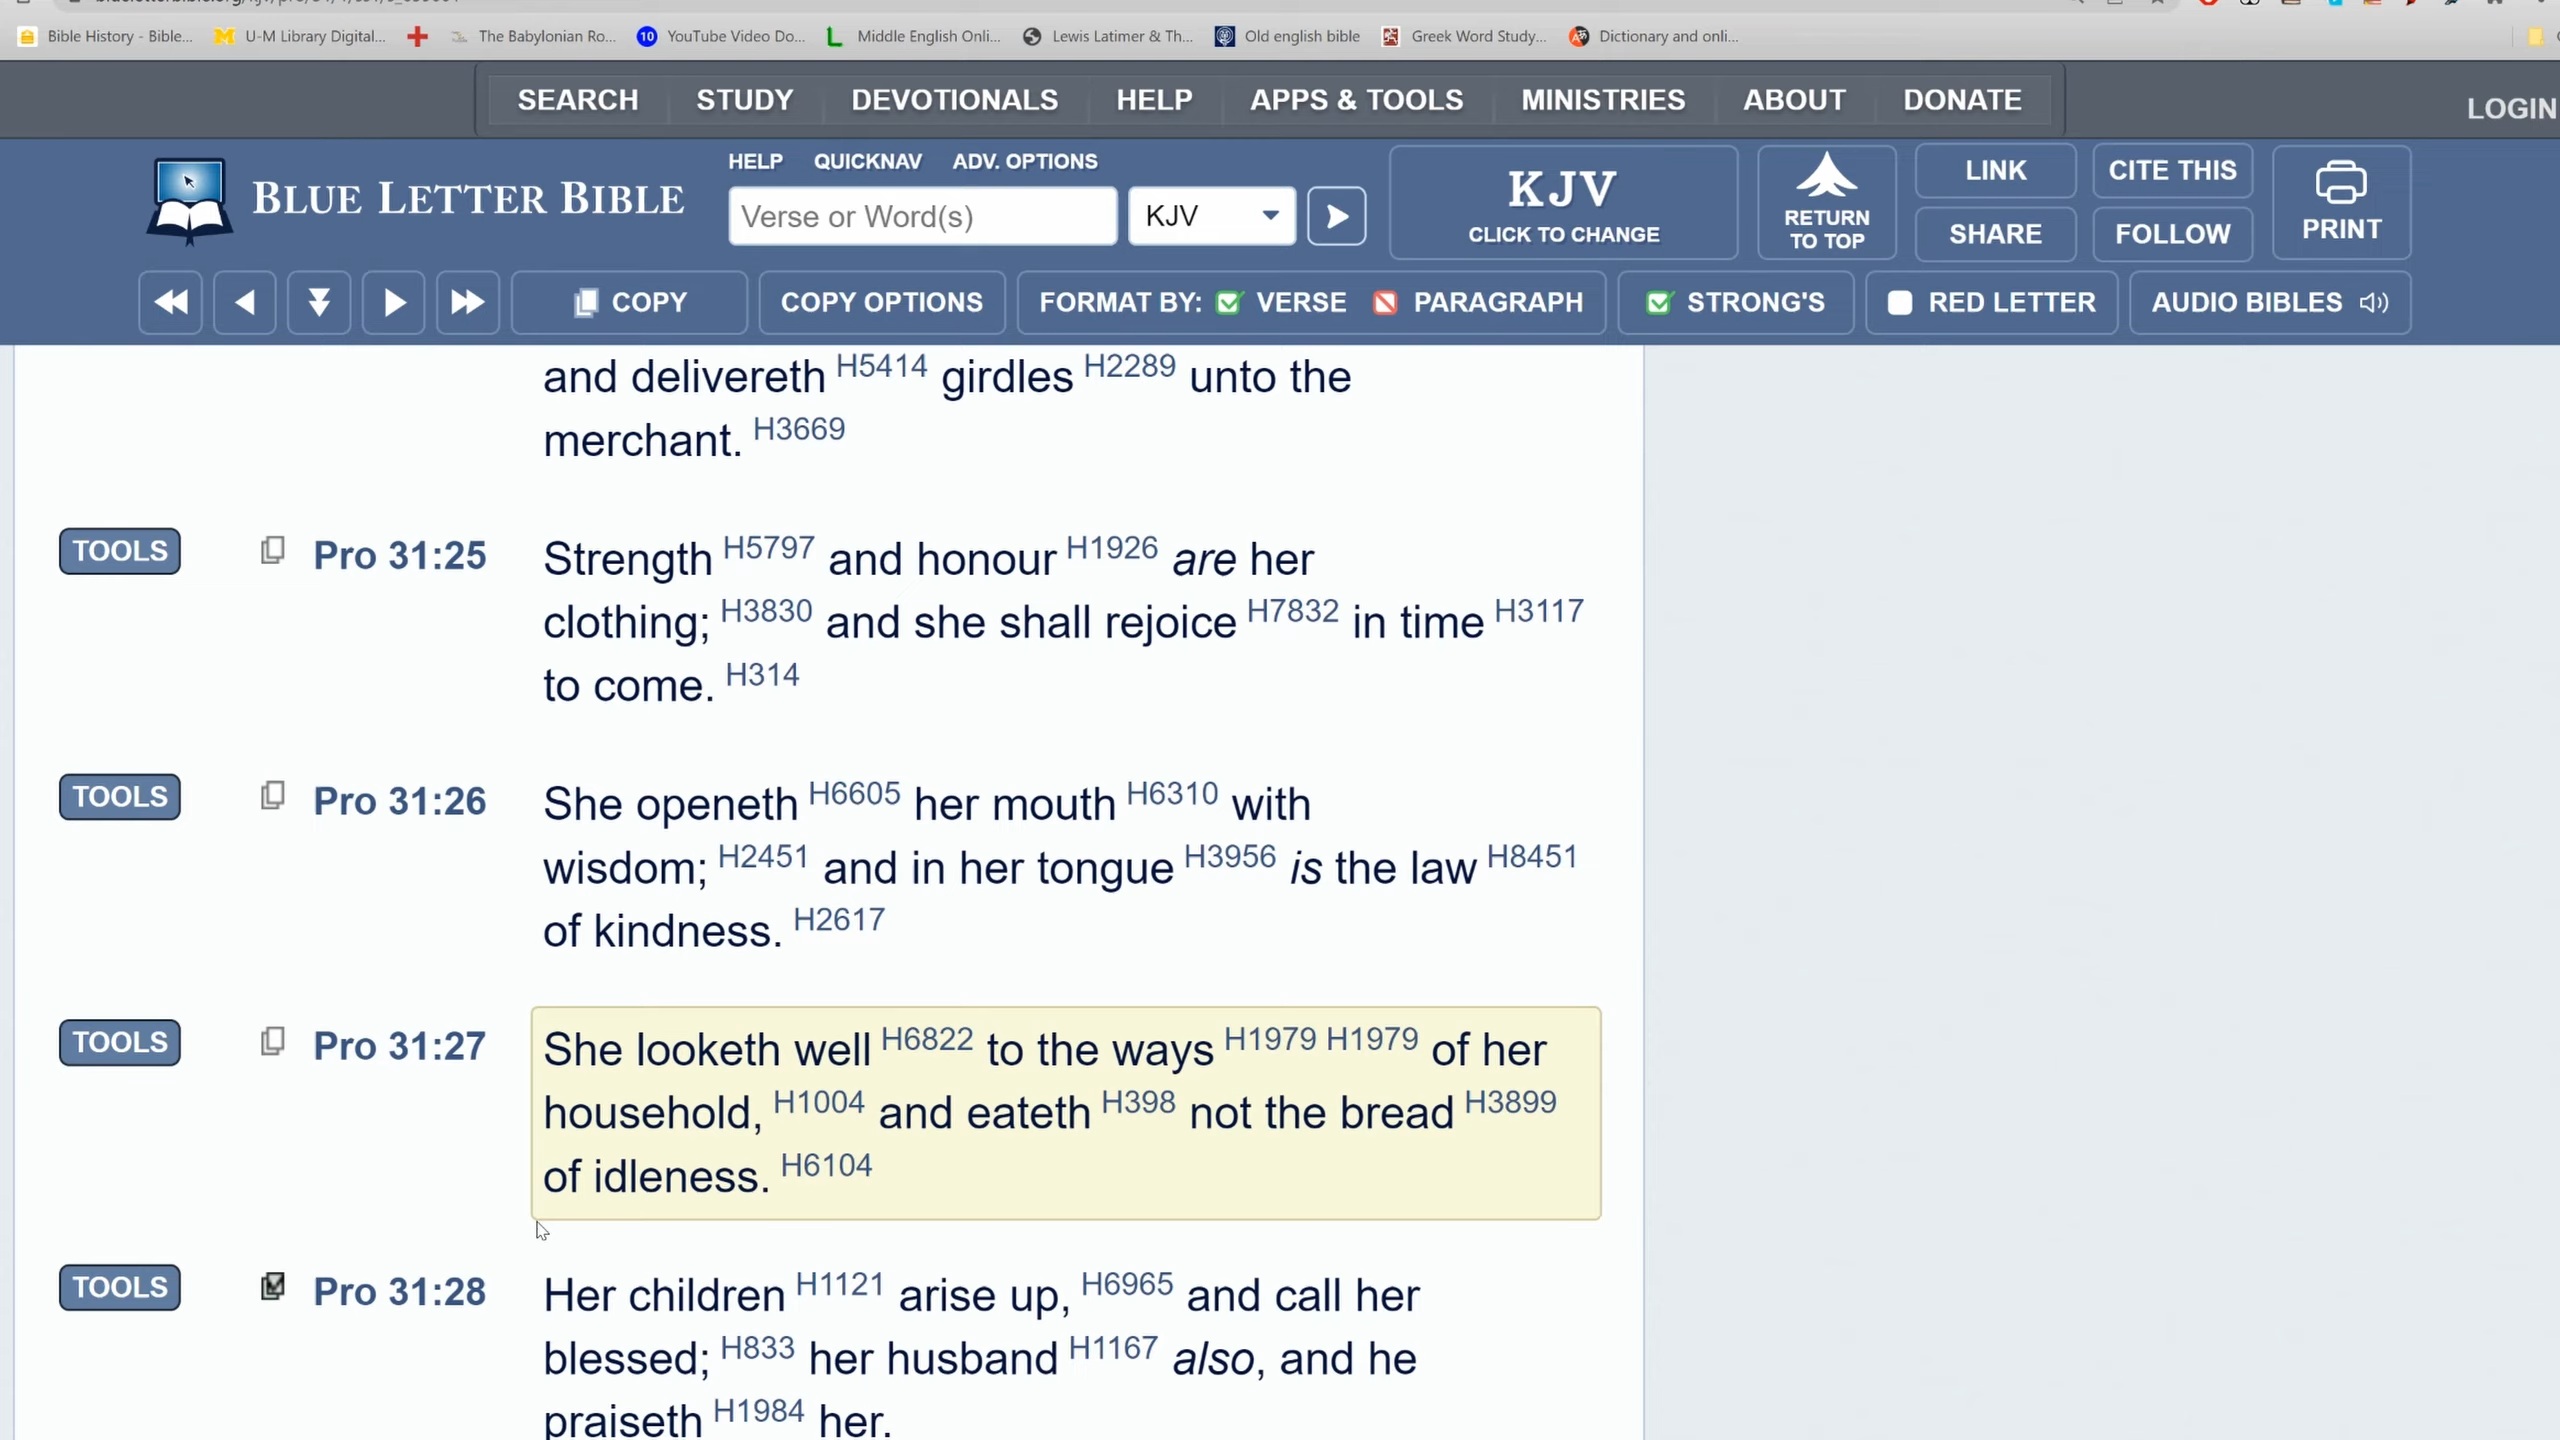 Bible History - Bible... U-M Library Digital... The Babylonian Ro... 10 YouTube Video Do... Middle English Onli... Lewis Latimer & Th... Old english bible Greek Word Study... Dictionary and onli...
SEARCH STUDY DEVOTIONALS HELP APPS & TOOLS MINISTRIES ABOUT DONATE LOGIN
HELP QUICKNAV ADV. OPTIONS
BLUE LETTER BIBLE Verse or Word(s) KJV
KJV
CLICK TO CHANGE
RETURN
TO TOP
LINK CITE THIS
SHARE FOLLOW
PRINT
COPY COPY OPTIONS FORMAT BY: VERSE PARAGRAPH STRONG'S RED LETTER AUDIO BIBLES
and delivereth H5414 girdles H2289 unto the
merchant. H3669
TOOLS Pro 31:25 Strength H5797 and honour H1926 are her
clothing; H3830 and she shall rejoice H7832 in time H3117
to come. H314
TOOLS Pro 31:26 She openeth H6605 her mouth H6310 with
wisdom; H2451 and in her tongue H3956 is the law H8451
of kindness. H2617
TOOLS Pro 31:27 She looketh well H6822 to the ways H1979 H1979 of her
household, H1004 and eateth H398 not the bread H3899
of idleness. H6104
TOOLS Pro 31:28 Her children H1121 arise up, H6965 and call her
blessed; H833 her husband H1167 also, and he
praiseth H1984 her.